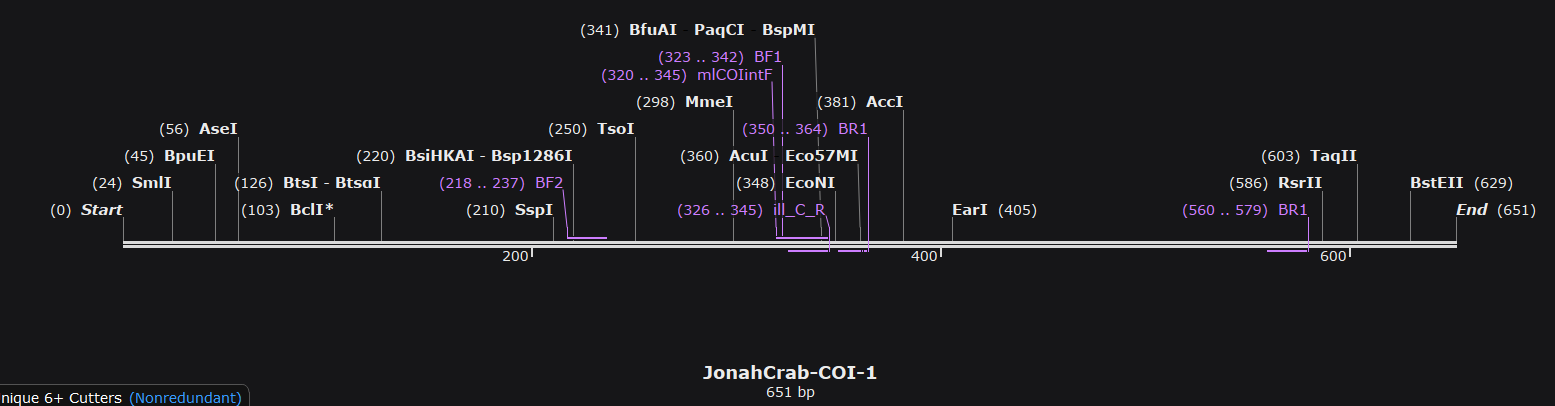 (341) BfuAI - PaqCI - BspMI
(323 .. 342) BF1
(320 .. 345) mlCOIintF
(298) MmeI
(381) AccI
(56) AseI
(250) TsoI
(350 .. 364) BR1
(45) BpuEI
(220) BsiHKAI - Bsp1286I
(360) AcuI - Eco57MI
(603) TaqII
(24) SmlI
(126) BtsI - BtsαI
(218 .. 237) BF2
(348) EcoNI
(586) RsrII
BstEII (629)
(0) Start
(103) BclI*
(210) SspI
(326 .. 345) ill_C_R
EarI (405)
(560 .. 579) BR1
End (651)
200
400
600
JonahCrab-COI-1
651 bp
nique 6+ Cutters (Nonredundant)